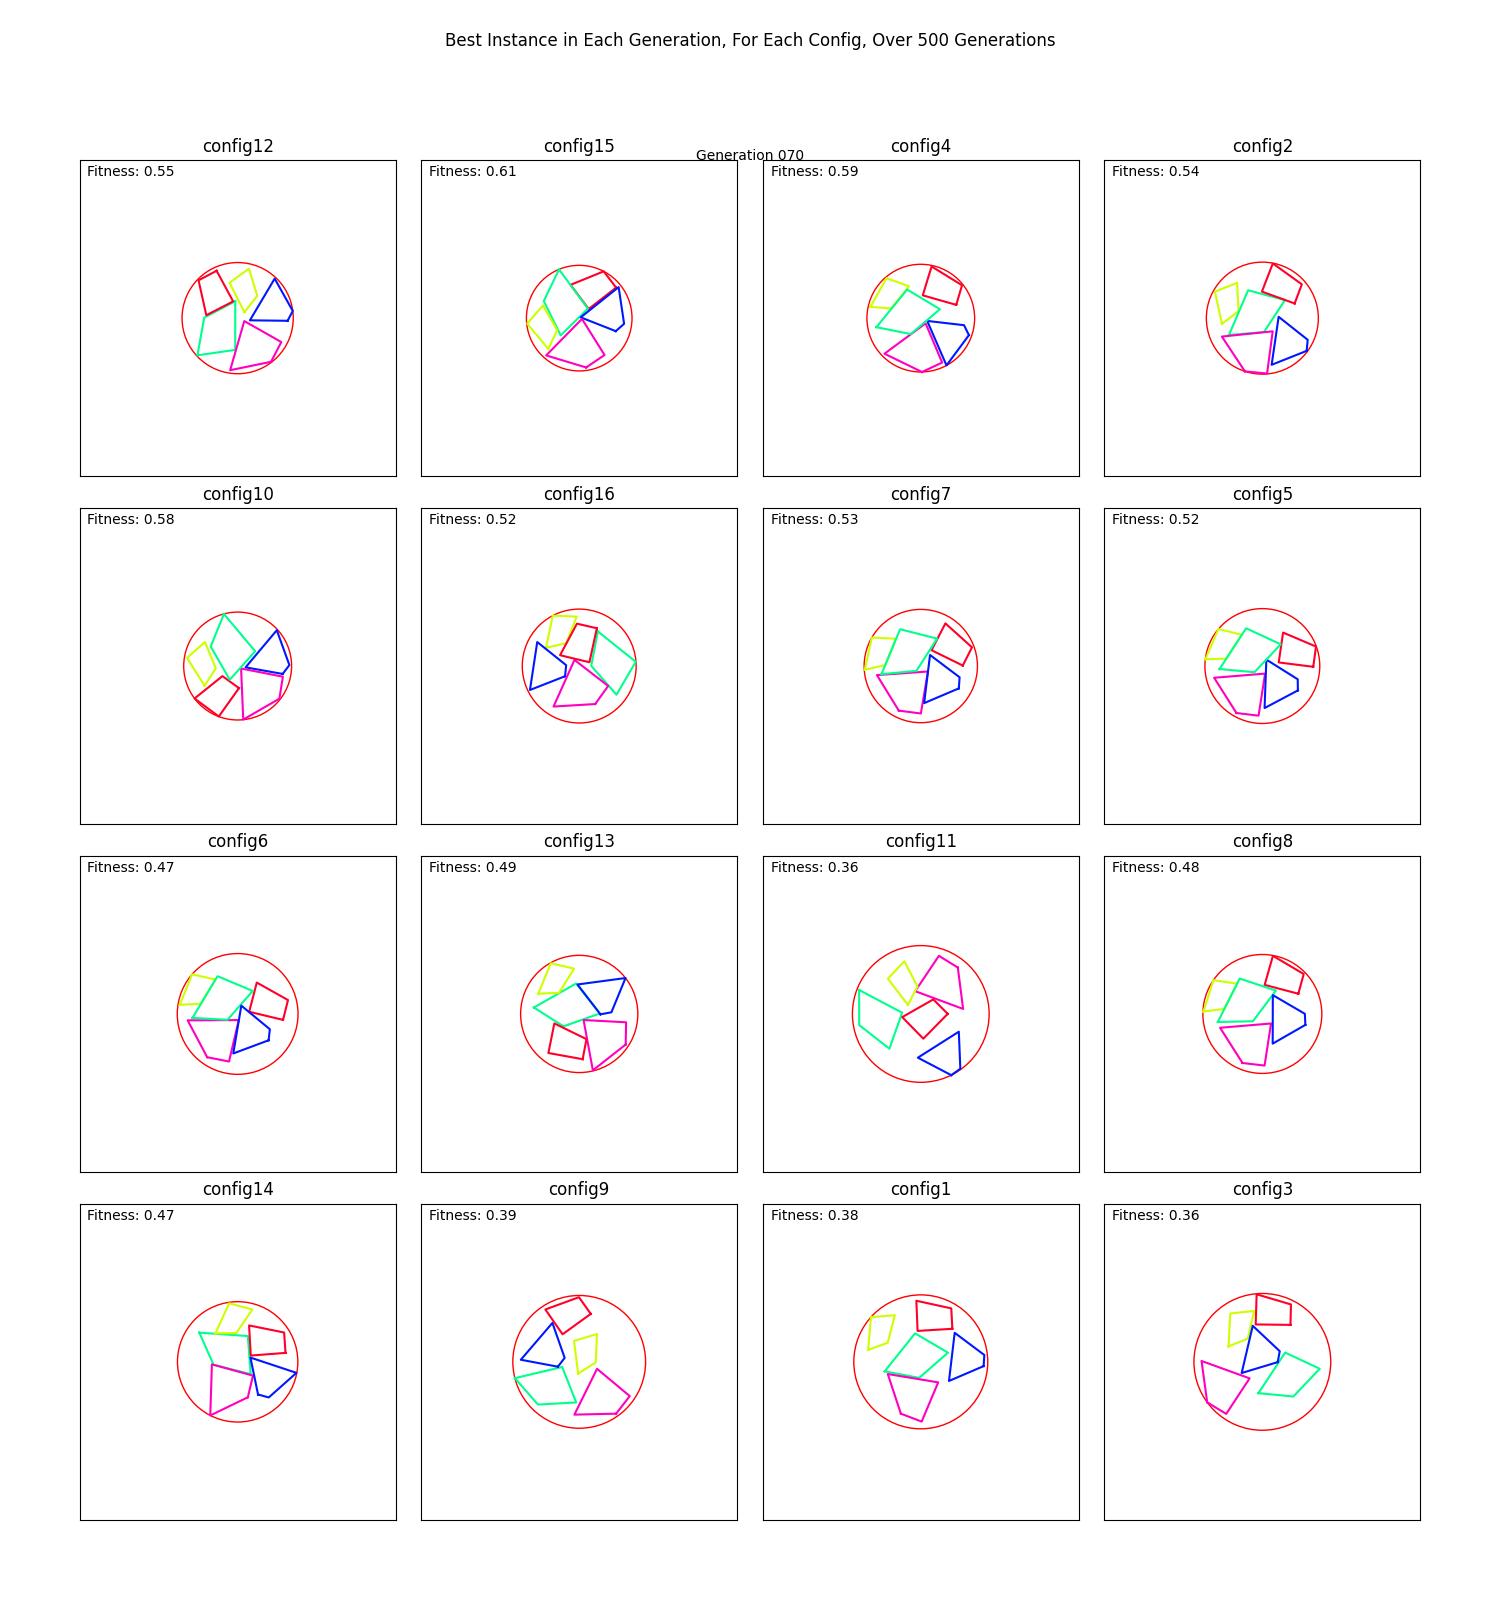 Best Instance in Each Generation, For Each Config, Over 500 Generations
Generation 070
config12
Fitness: 0.55
config15
Fitness: 0.61
config4
Fitness: 0.59
config2
Fitness: 0.54
config10
Fitness: 0.58
config16
Fitness: 0.52
config7
Fitness: 0.53
config5
Fitness: 0.52
config6
Fitness: 0.47
config13
Fitness: 0.49
config11
Fitness: 0.36
config8
Fitness: 0.48
config14
Fitness: 0.47
config9
Fitness: 0.39
config1
Fitness: 0.38
config3
Fitness: 0.36